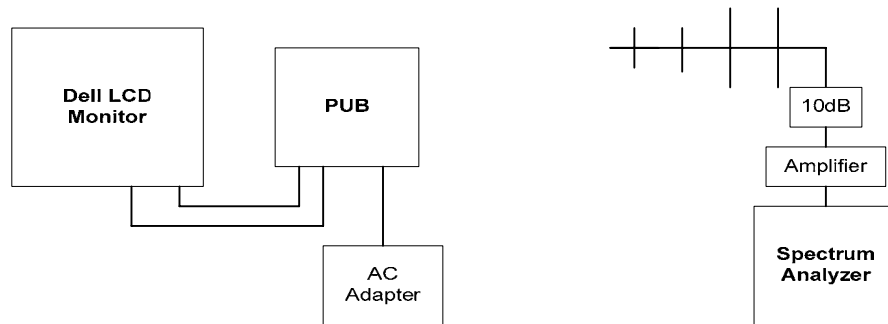 Dell LCD
Monitor
PUB
AC
Adapter
10dB
Amplifier
Spectrum
Analyzer